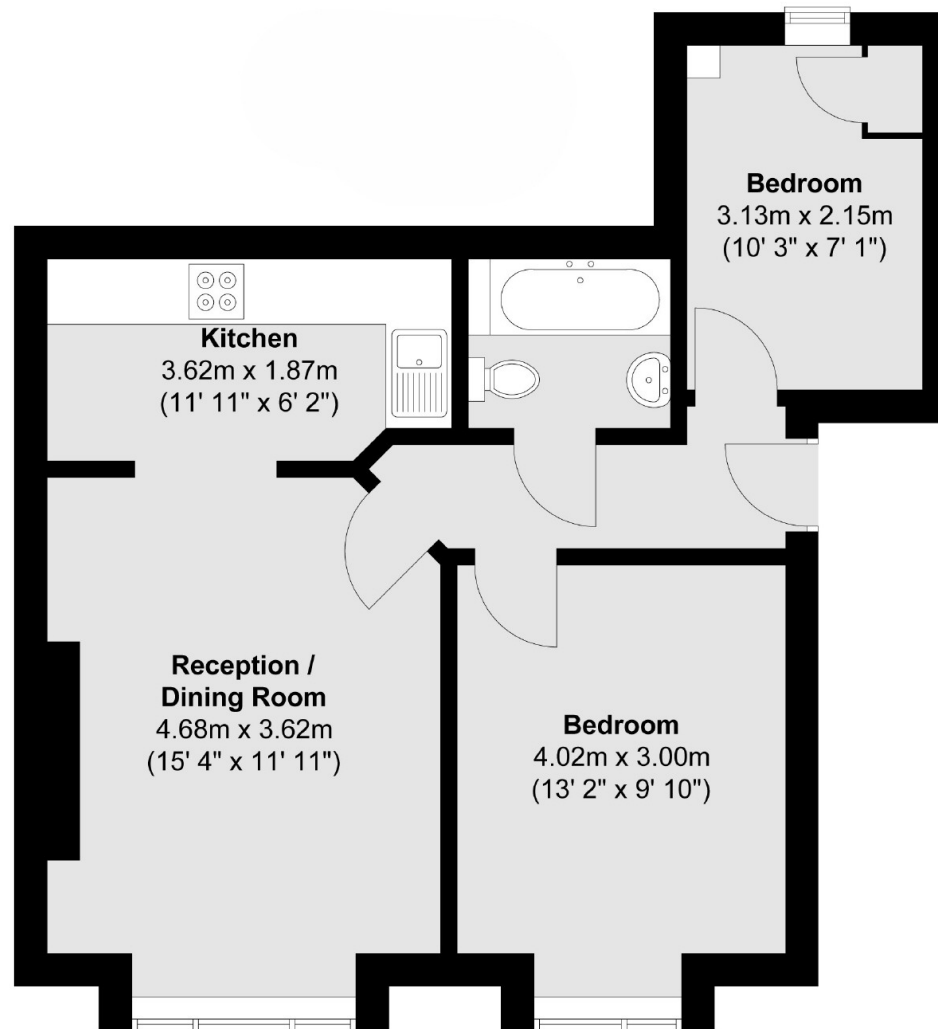 Bedroom
3.13m x 2.15m
(10' 3" x 7' 1")
Kitchen
3.62m x 1.87m
(11' 11" x 6' 2")
Reception /
Dining Room
4.68m x 3.62m
(15' 4" x 11' 11")
Bedroom
4.02m x 3.00m
(13' 2" x 9' 10")